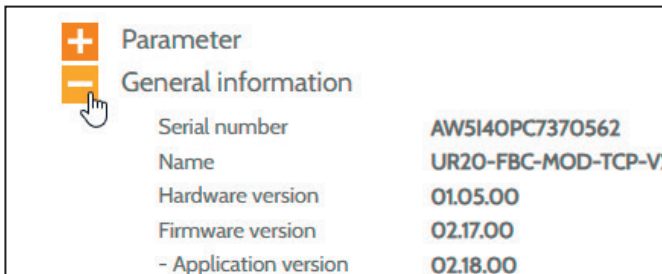 Parameter
General information
Serial number AW5I40PC7370562
Name UR20-FBC-MOD-TCP-V
Hardware version 01.05.00
Firmware version 02.17.00
- Application version 02.18.00